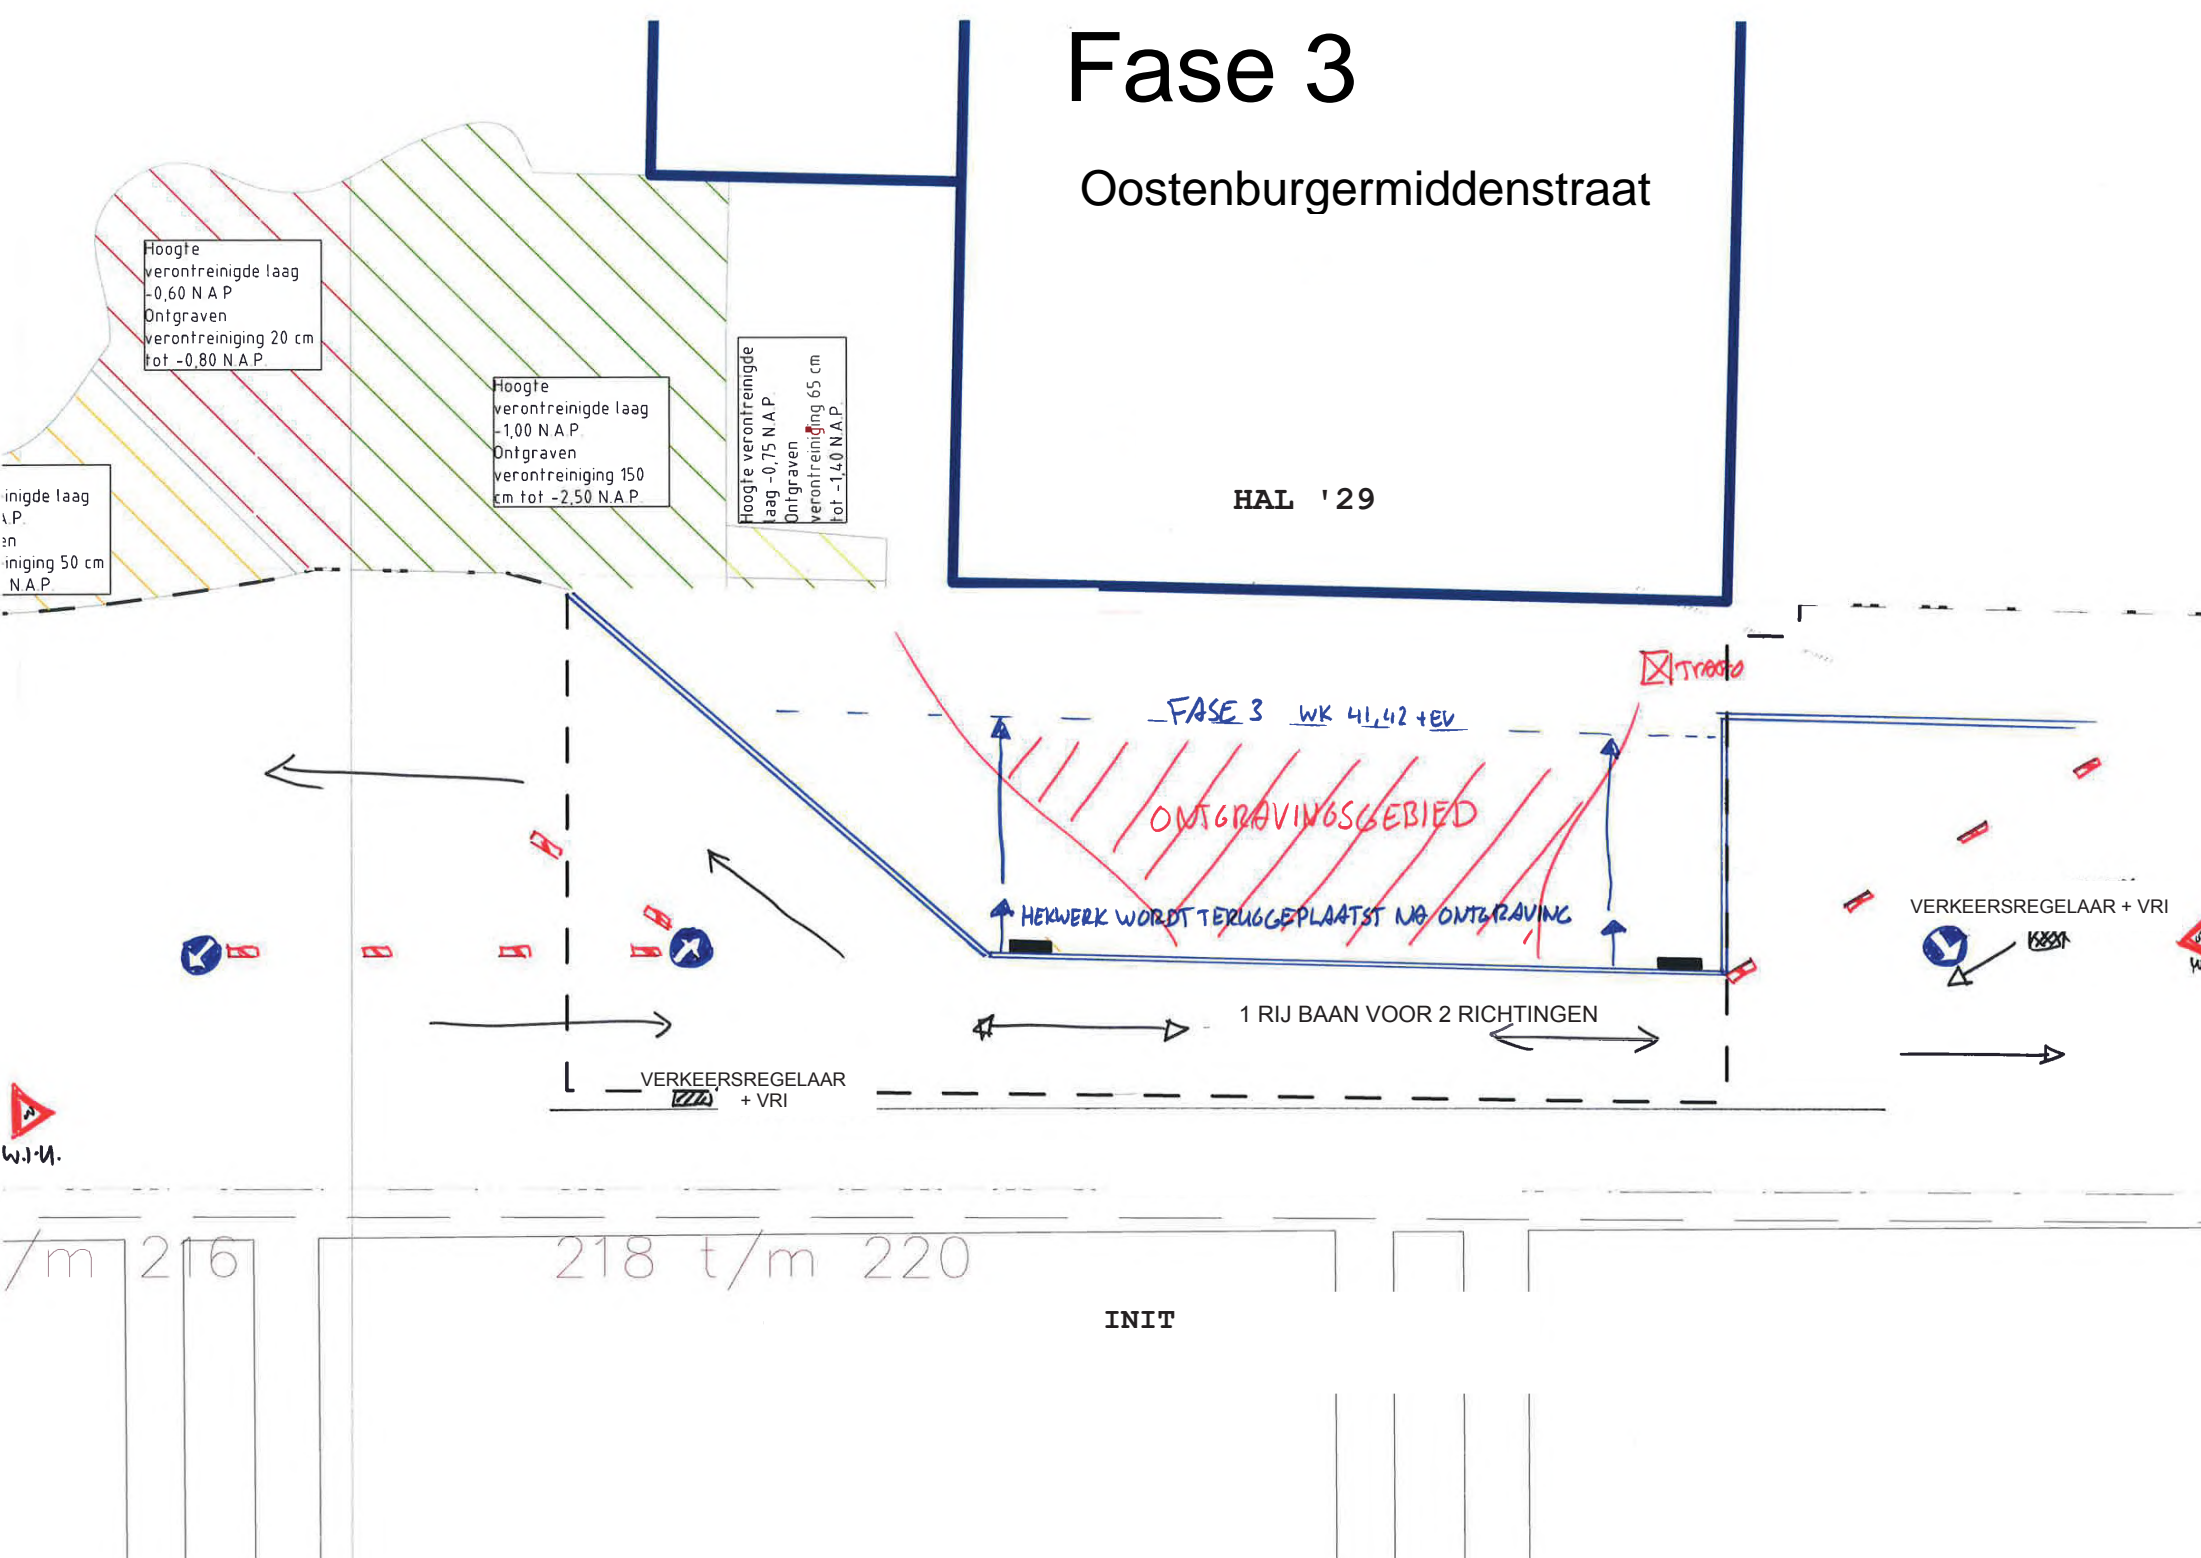 Fase 3
Oostenburgermiddenstraat
Hoogte
verontreinigde laag
-0,60 N A P
Ontgraven
verontreiniging 20 cm
tot -0,80 N.A.P.
Hoogte
verontreinigde laag
-1,00 N.A.P.
Ontgraven
verontreiniging 150
cm tot -2,50 N.A.P.
Hoogte verontreinigde
laag -0,75 N.A.P.
Ontgraven
verontreiniging 65 cm
tot -1,40 N.A.P.
inigde laag
A.P.
en
iniging 50 cm
N.A.P.
HAL '29
TRAFO
FASE 3 WK 41,42 + EV
ONTGRAVINGSGEBIED
HEKWERK WORDT TERUGGEPLAATST NA ONTGRAVING
VERKEERSREGELAAR + VRI
1 RIJ BAAN VOOR 2 RICHTINGEN
VERKEERSREGELAAR
+ VRI
W.I.U.
/m 216
218 t/m 220
INIT